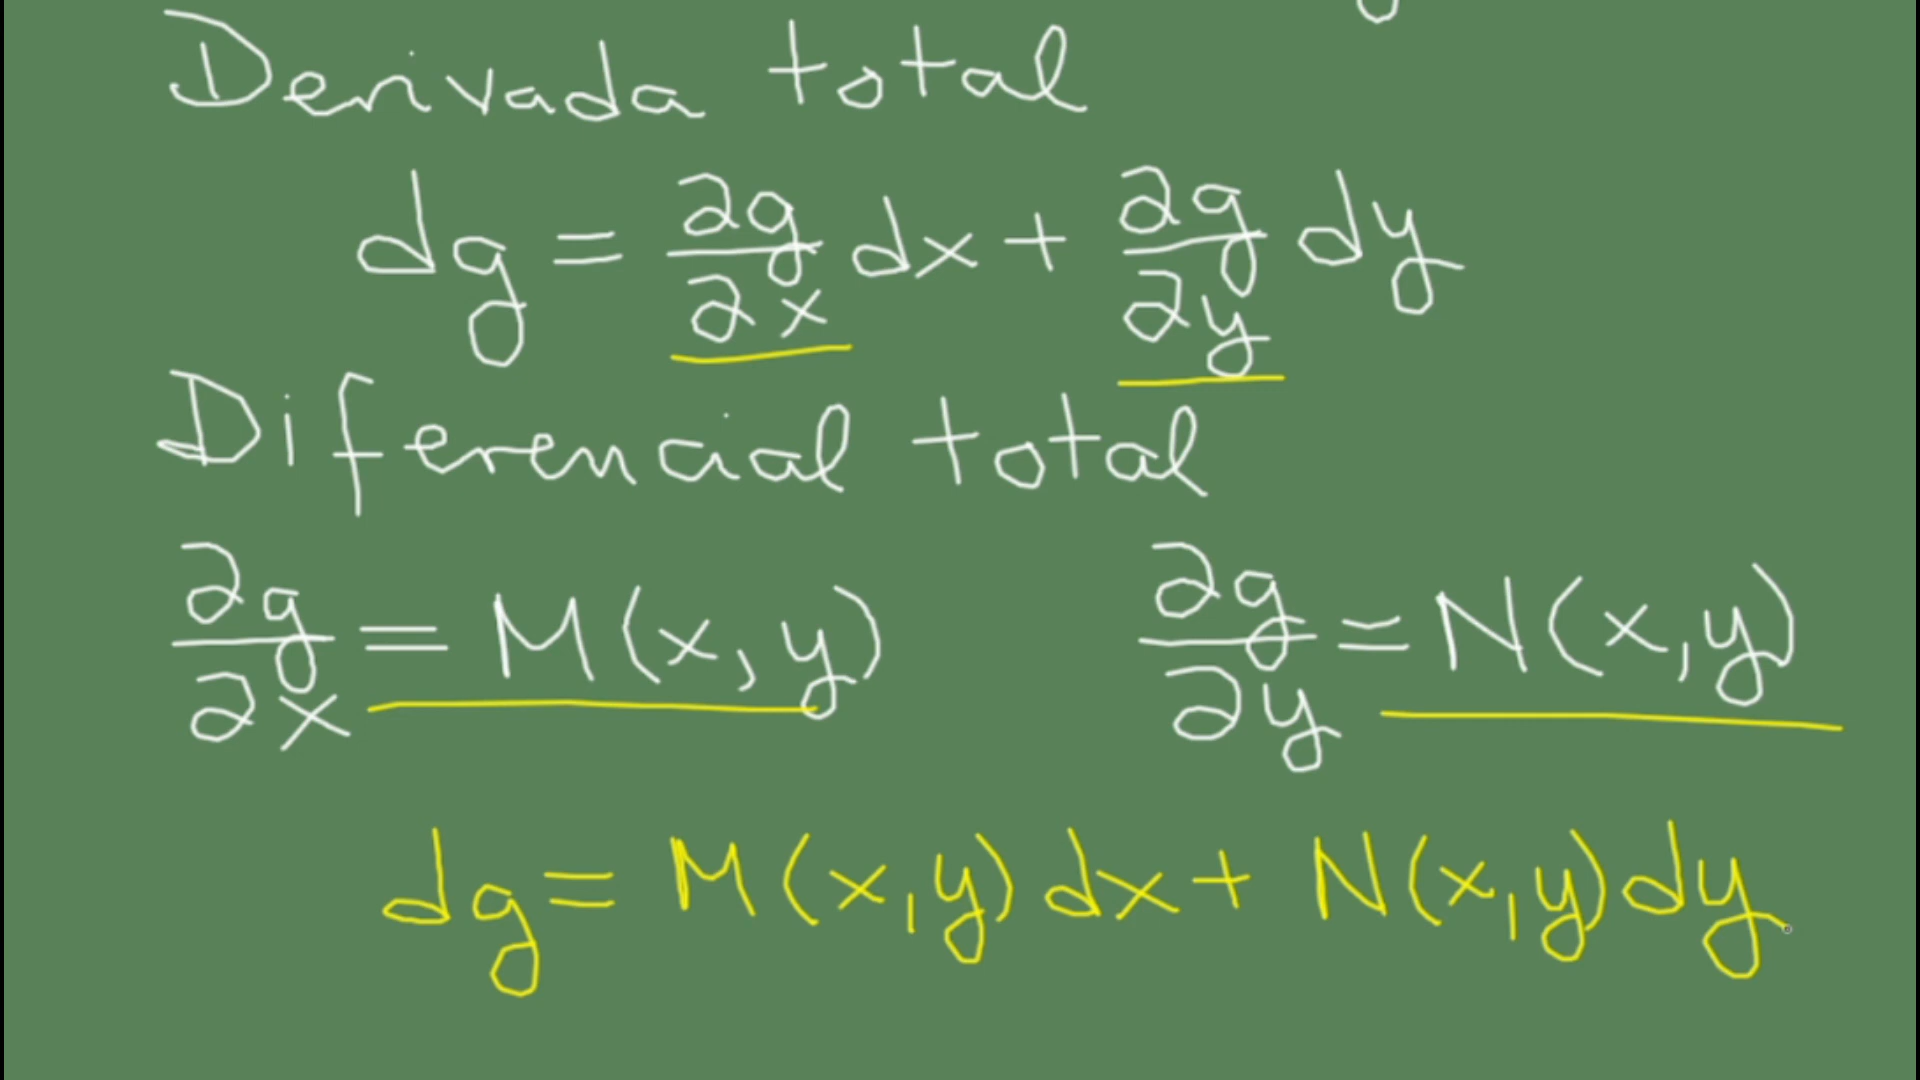 Derivada total
dg = ∂g/∂x dx + ∂g/∂y dy
Diferencial total
∂g/∂x = M(x,y) ∂g/∂y = N(x,y)
dg = M(x,y)dx + N(x,y)dy